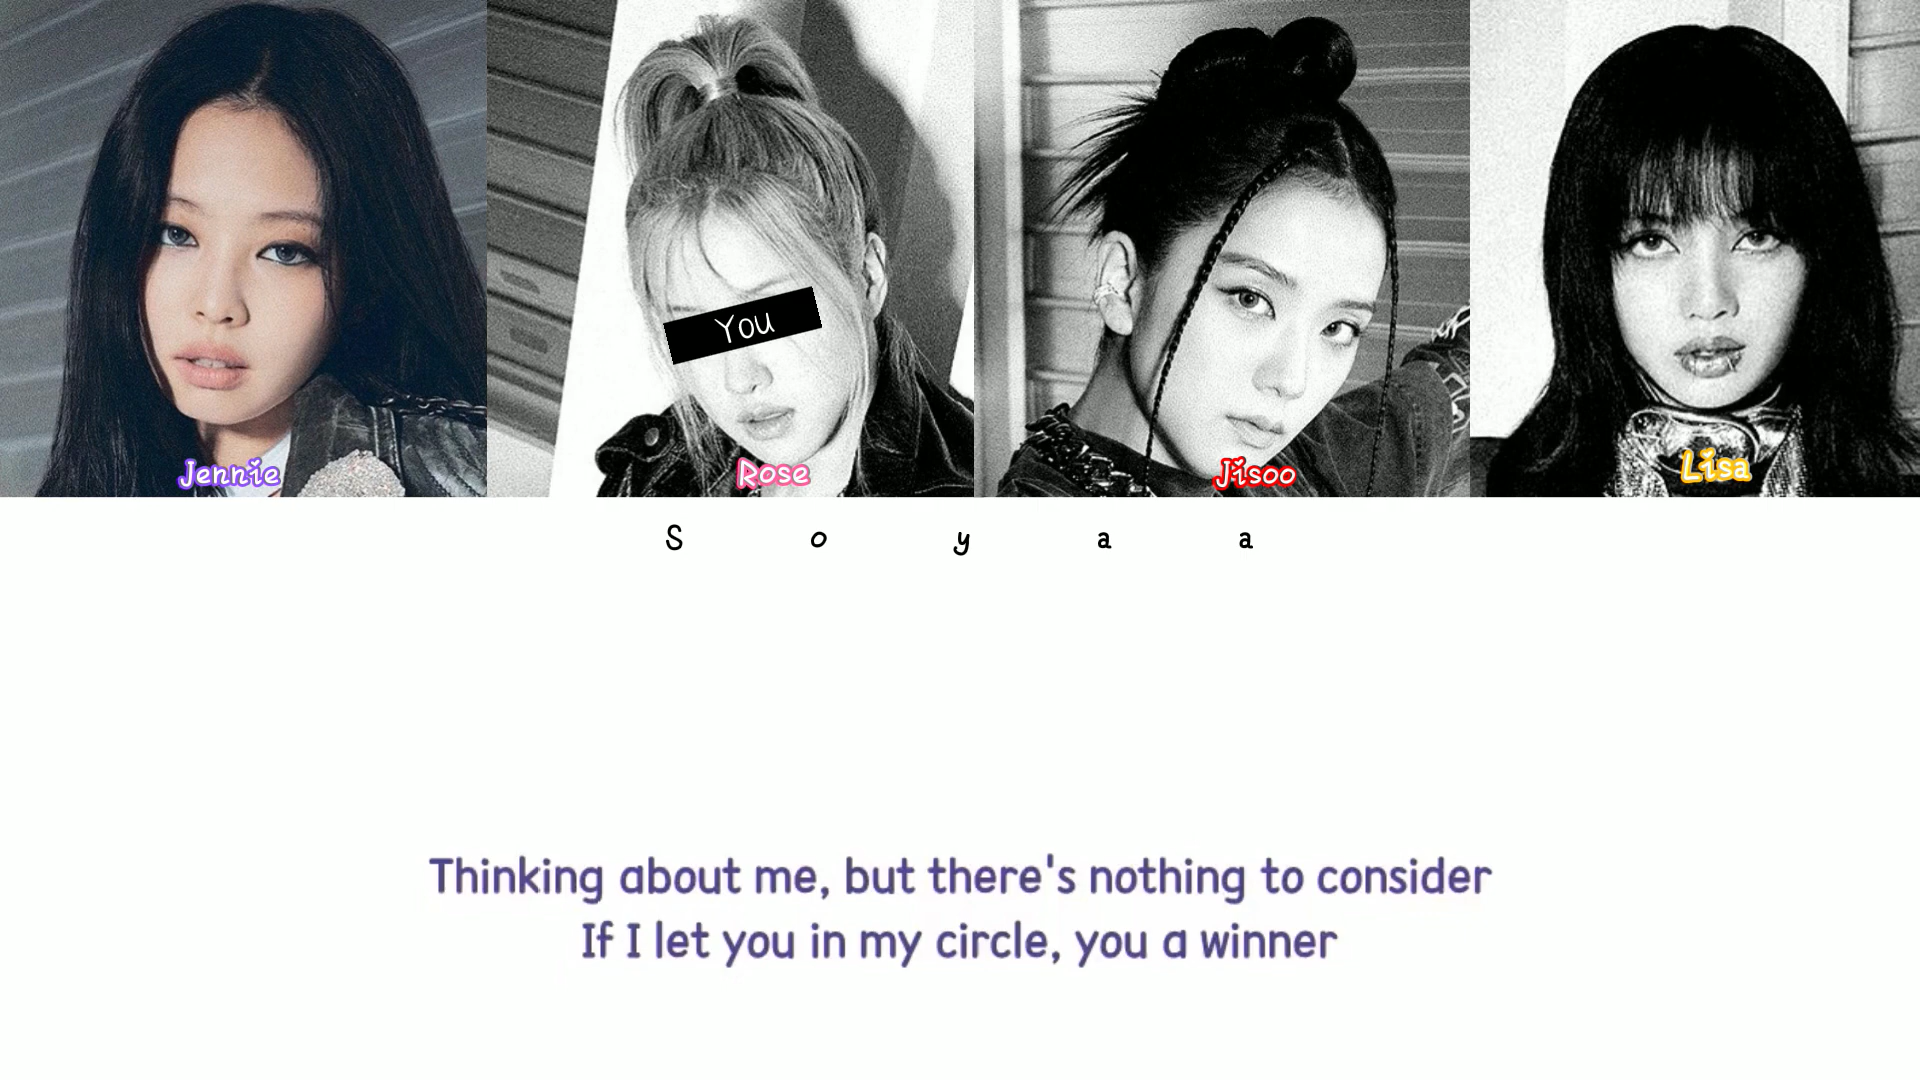 You
Jennie Rose Jisoo Lisa
S o y a a
Thinking about me, but there's nothing to consider
If I let you in my circle, you a winner